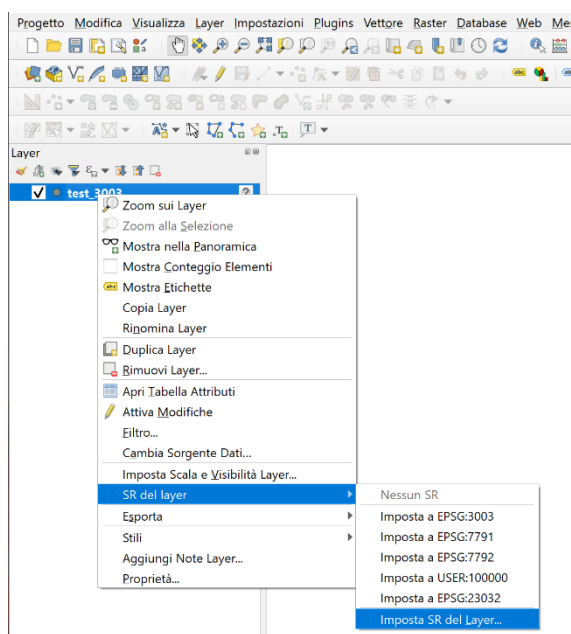 Progetto Modifica Visualizza Layer Impostazioni Plugins Vettore Raster Database Web Me
abc
Layer
test_3003
Zoom sui Layer
Zoom alla Selezione
Mostra nella Panoramica
Mostra Conteggio Elementi
Mostra Etichette
Copia Layer
Rinomina Layer
Duplica Layer
Rimuovi Layer...
Apri Tabella Attributi
Attiva Modifiche
Filtro...
Cambia Sorgente Dati...
Imposta Scala e Visibilità Layer...
SR del layer
Esporta
Stili
Aggiungi Note Layer...
Proprietà...
Nessun SR
Imposta a EPSG:3003
Imposta a EPSG:7791
Imposta a EPSG:7792
Imposta a USER:100000
Imposta a EPSG:23032
Imposta SR del Layer...